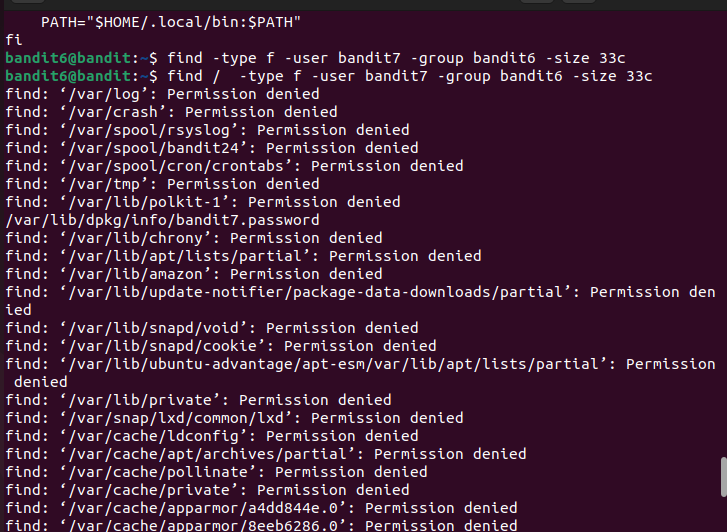 PATH="$HOME/.local/bin:$PATH"
fi
bandit6@bandit:~$ find -type f -user bandit7 -group bandit6 -size 33c
bandit6@bandit:~$ find /  -type f -user bandit7 -group bandit6 -size 33c
find: ‘/var/log’: Permission denied
find: ‘/var/crash’: Permission denied
find: ‘/var/spool/rsyslog’: Permission denied
find: ‘/var/spool/bandit24’: Permission denied
find: ‘/var/spool/cron/crontabs’: Permission denied
find: ‘/var/tmp’: Permission denied
find: ‘/var/lib/polkit-1’: Permission denied
/var/lib/dpkg/info/bandit7.password
find: ‘/var/lib/chrony’: Permission denied
find: ‘/var/lib/apt/lists/partial’: Permission denied
find: ‘/var/lib/amazon’: Permission denied
find: ‘/var/lib/update-notifier/package-data-downloads/partial’: Permission den
ied
find: ‘/var/lib/snapd/void’: Permission denied
find: ‘/var/lib/snapd/cookie’: Permission denied
find: ‘/var/lib/ubuntu-advantage/apt-esm/var/lib/apt/lists/partial’: Permission
 denied
find: ‘/var/lib/private’: Permission denied
find: ‘/var/snap/lxd/common/lxd’: Permission denied
find: ‘/var/cache/ldconfig’: Permission denied
find: ‘/var/cache/apt/archives/partial’: Permission denied
find: ‘/var/cache/pollinate’: Permission denied
find: ‘/var/cache/private’: Permission denied
find: ‘/var/cache/apparmor/a4dd844e.0’: Permission denied
find: ‘/var/cache/apparmor/8eeb6286.0’: Permission denied